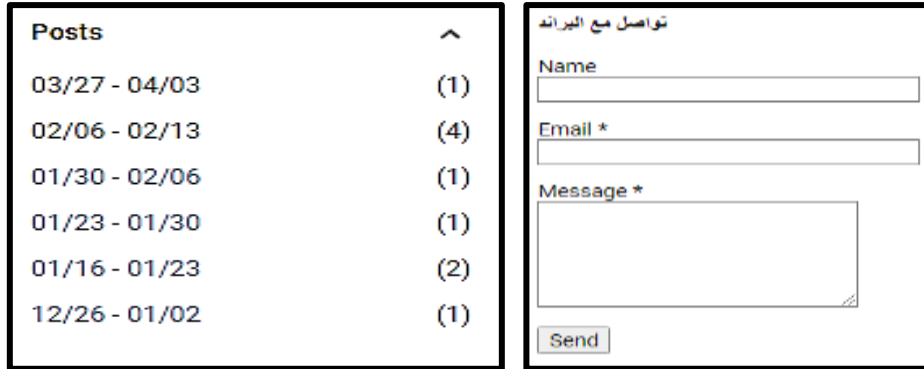 Posts
03/27 - 04/03 (1)
02/06 - 02/13 (4)
01/30 - 02/06 (1)
01/23 - 01/30 (1)
01/16 - 01/23 (2)
12/26 - 01/02 (1)
تواصل مع البراند
Name
Email *
Message *
Send